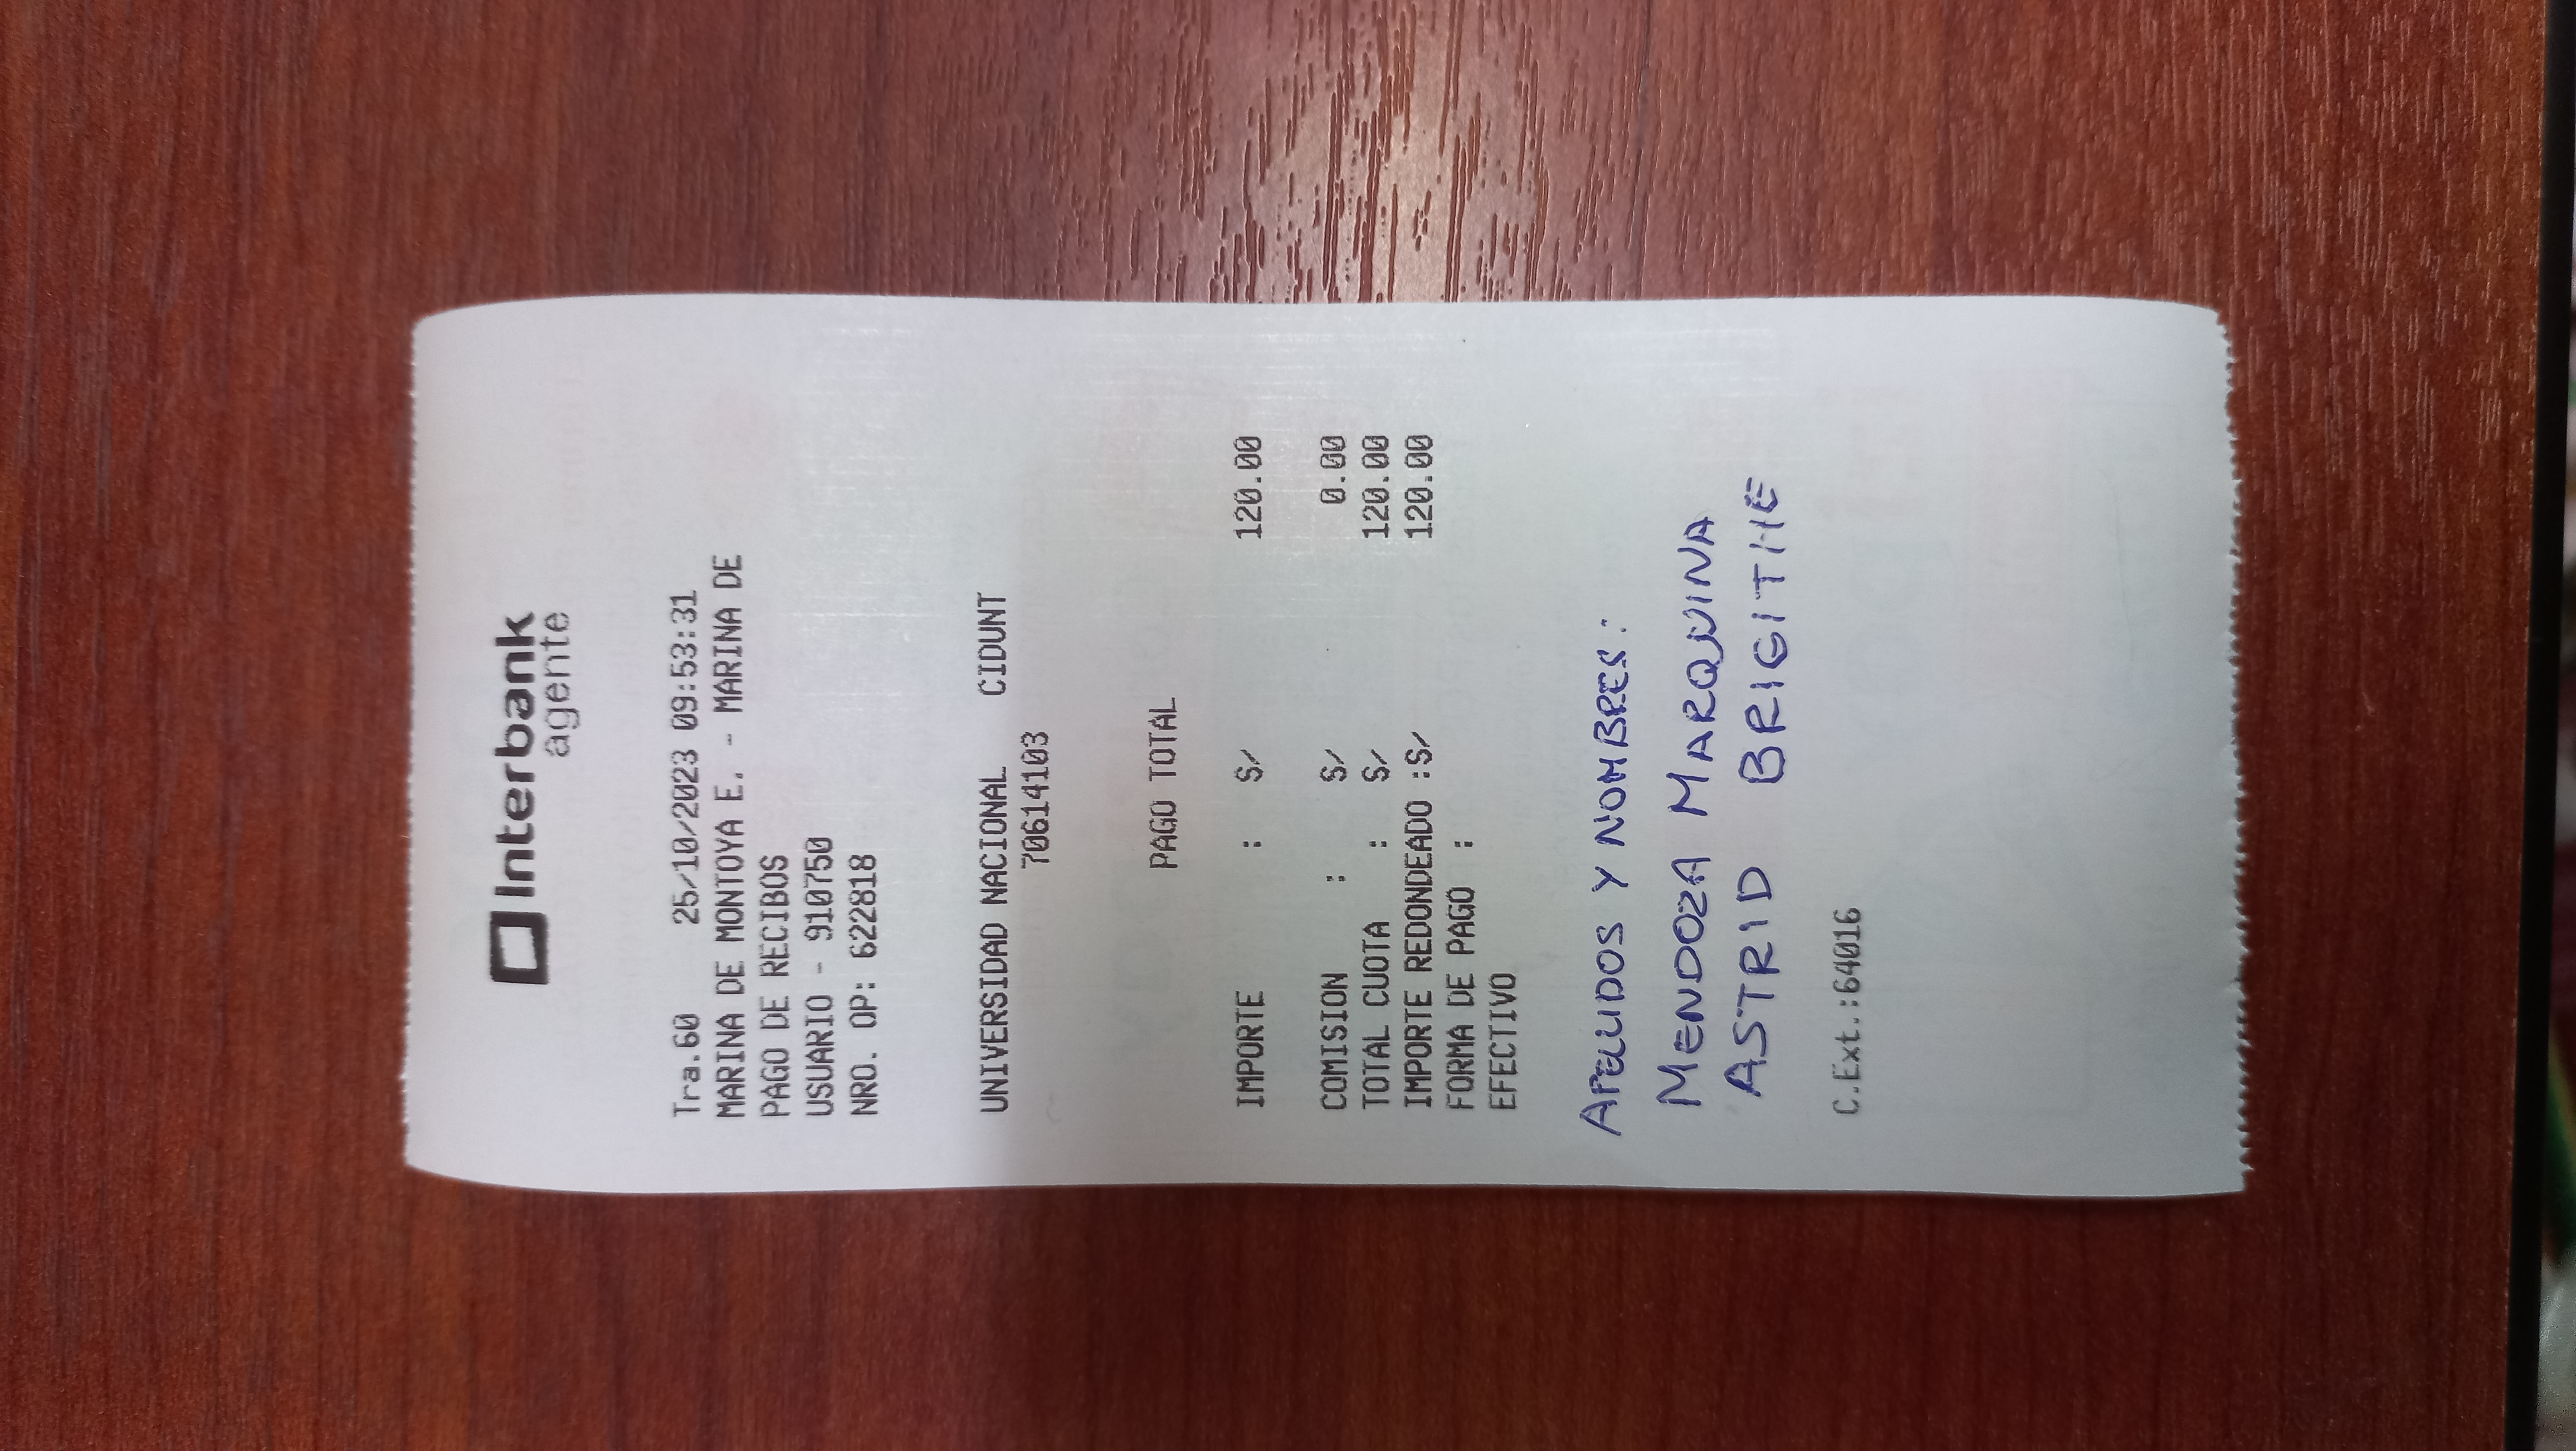 Interbank
agente
Tra.60 25/10/2023 09:53:31
MARINA DE MONTOYA E. - MARINA DE
PAGO DE RECIBOS
USUARIO - 910750
NRO. OP: 622818
UNIVERSIDAD NACIONAL CIDUNT
70614103
PAGO TOTAL
IMPORTE : S/ 120.00
COMISION : S/ 0.00
TOTAL CUOTA : S/ 120.00
IMPORTE REDONDEADO :S/ 120.00
FORMA DE PAGO :
EFECTIVO
APELLIDOS Y NOMBRES:
MENDOZA MARQUINA
ASTRID BRIGITHE
C.Ext.:64016